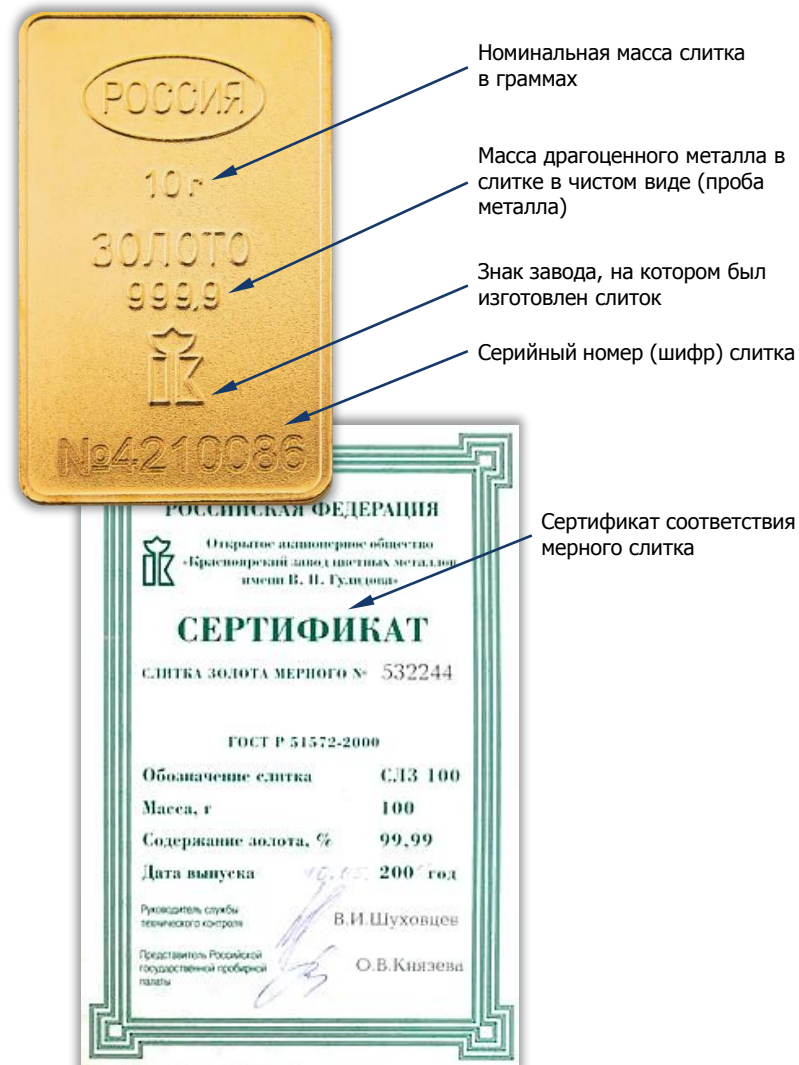 РОССИЯ
10г
ЗОЛОТО
999,9
№4210086
Номинальная масса слитка
в граммах
Масса драгоценного металла в
слитке в чистом виде (проба
металла)
Знак завода, на котором был
изготовлен слиток
Серийный номер (шифр) слитка
Сертификат соответствия
мерного слитка
РОССИЙСКАЯ ФЕДЕРАЦИЯ
Открытое акционерное общество
«Красноярский завод цветных металлов
имени В. Н. Гулидова»
СЕРТИФИКАТ
СЛИТКА ЗОЛОТА МЕРНОГО № 532244
ГОСТ Р 51572-2000
Обозначение слитка СЛЗ 100
Масса, г 100
Содержание золота, % 99,99
Дата выпуска 200 год
Руководитель службы
технического контроля В.И.Шуховцев
Представитель Российской
государственной пробирной
палаты О.В.Князева